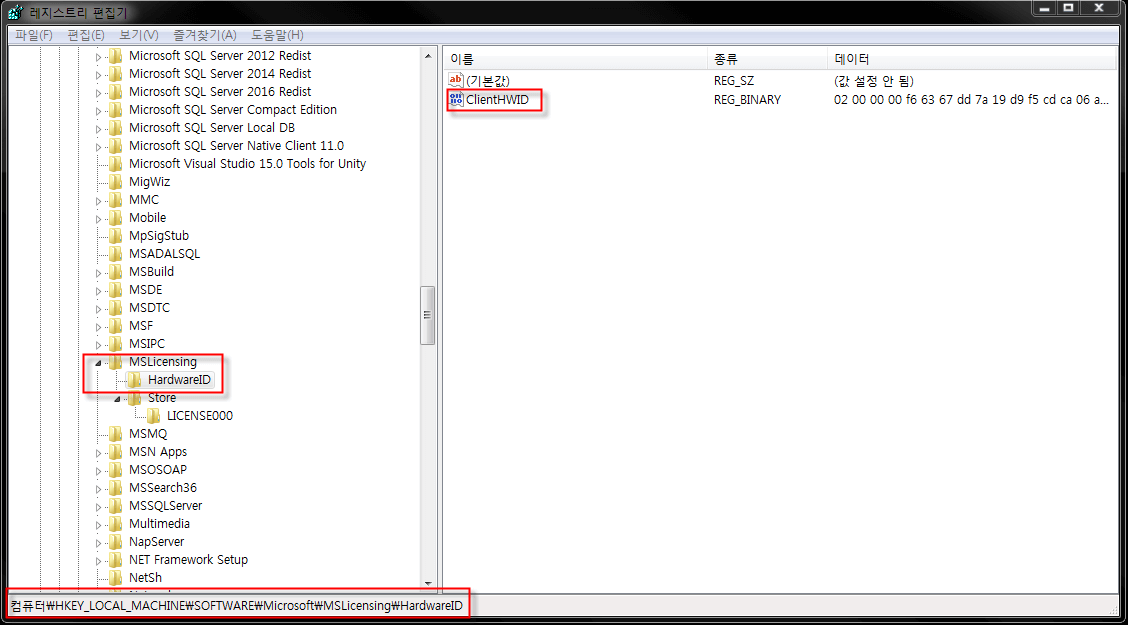 레지스트리 편집기
파일(F) 편집(E) 보기(V) 즐겨찾기(A) 도움말(H)
Microsoft SQL Server 2012 Redist
Microsoft SQL Server 2014 Redist
Microsoft SQL Server 2016 Redist
Microsoft SQL Server Compact Edition
Microsoft SQL Server Local DB
Microsoft SQL Server Native Client 11.0
Microsoft Visual Studio 15.0 Tools for Unity
MigWiz
MMC
Mobile
MpSigStub
MSADALSQL
MSBuild
MSDE
MSDTC
MSF
MSIPC
MSLicensing
HardwareID
Store
LICENSE000
MSMQ
MSN Apps
MSOSOAP
MSSearch36
MSSQLServer
Multimedia
NapServer
NET Framework Setup
NetSh
이름 종류 데이터
(기본값) REG_SZ (값 설정 안 됨)
ClientHWID REG_BINARY 02 00 00 00 f6 63 67 dd 7a 19 d9 f5 cd ca 06 a...
컴퓨터₩HKEY_LOCAL_MACHINE₩SOFTWARE₩Microsoft₩MSLicensing₩HardwareID